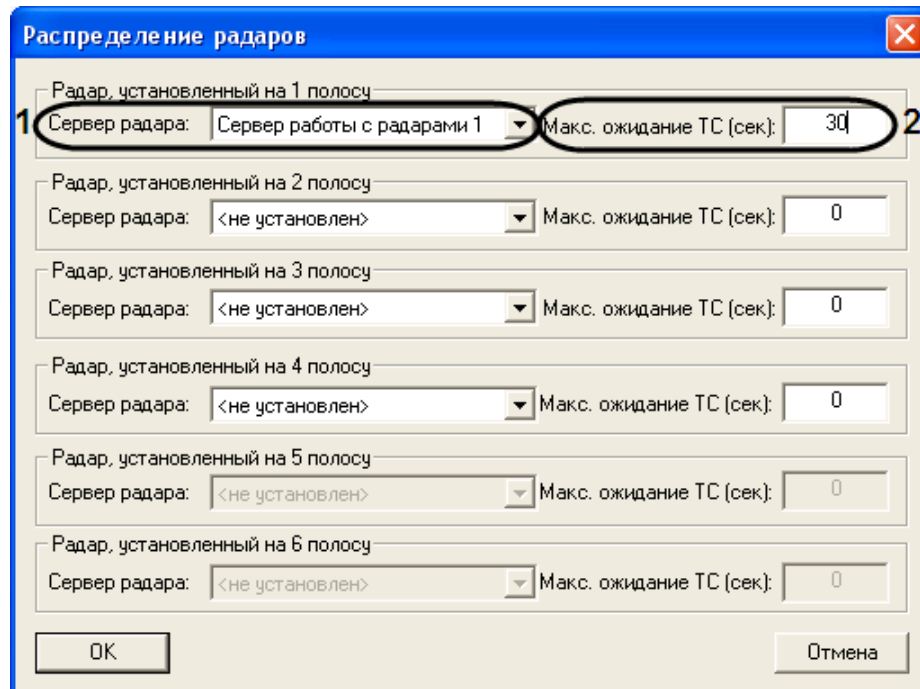 Распределение радаров
Радар, установленный на 1 полосу
1 Сервер радара: Сервер работы с радарами 1 Макс. ожидание ТС (сек): 30 2
Радар, установленный на 2 полосу
Сервер радара: <не установлен> Макс. ожидание ТС (сек): 0
Радар, установленный на 3 полосу
Сервер радара: <не установлен> Макс. ожидание ТС (сек): 0
Радар, установленный на 4 полосу
Сервер радара: <не установлен> Макс. ожидание ТС (сек): 0
Радар, установленный на 5 полосу
Сервер радара: <не установлен> Макс. ожидание ТС (сек): 0
Радар, установленный на 6 полосу
Сервер радара: <не установлен> Макс. ожидание ТС (сек): 0
OK Отмена